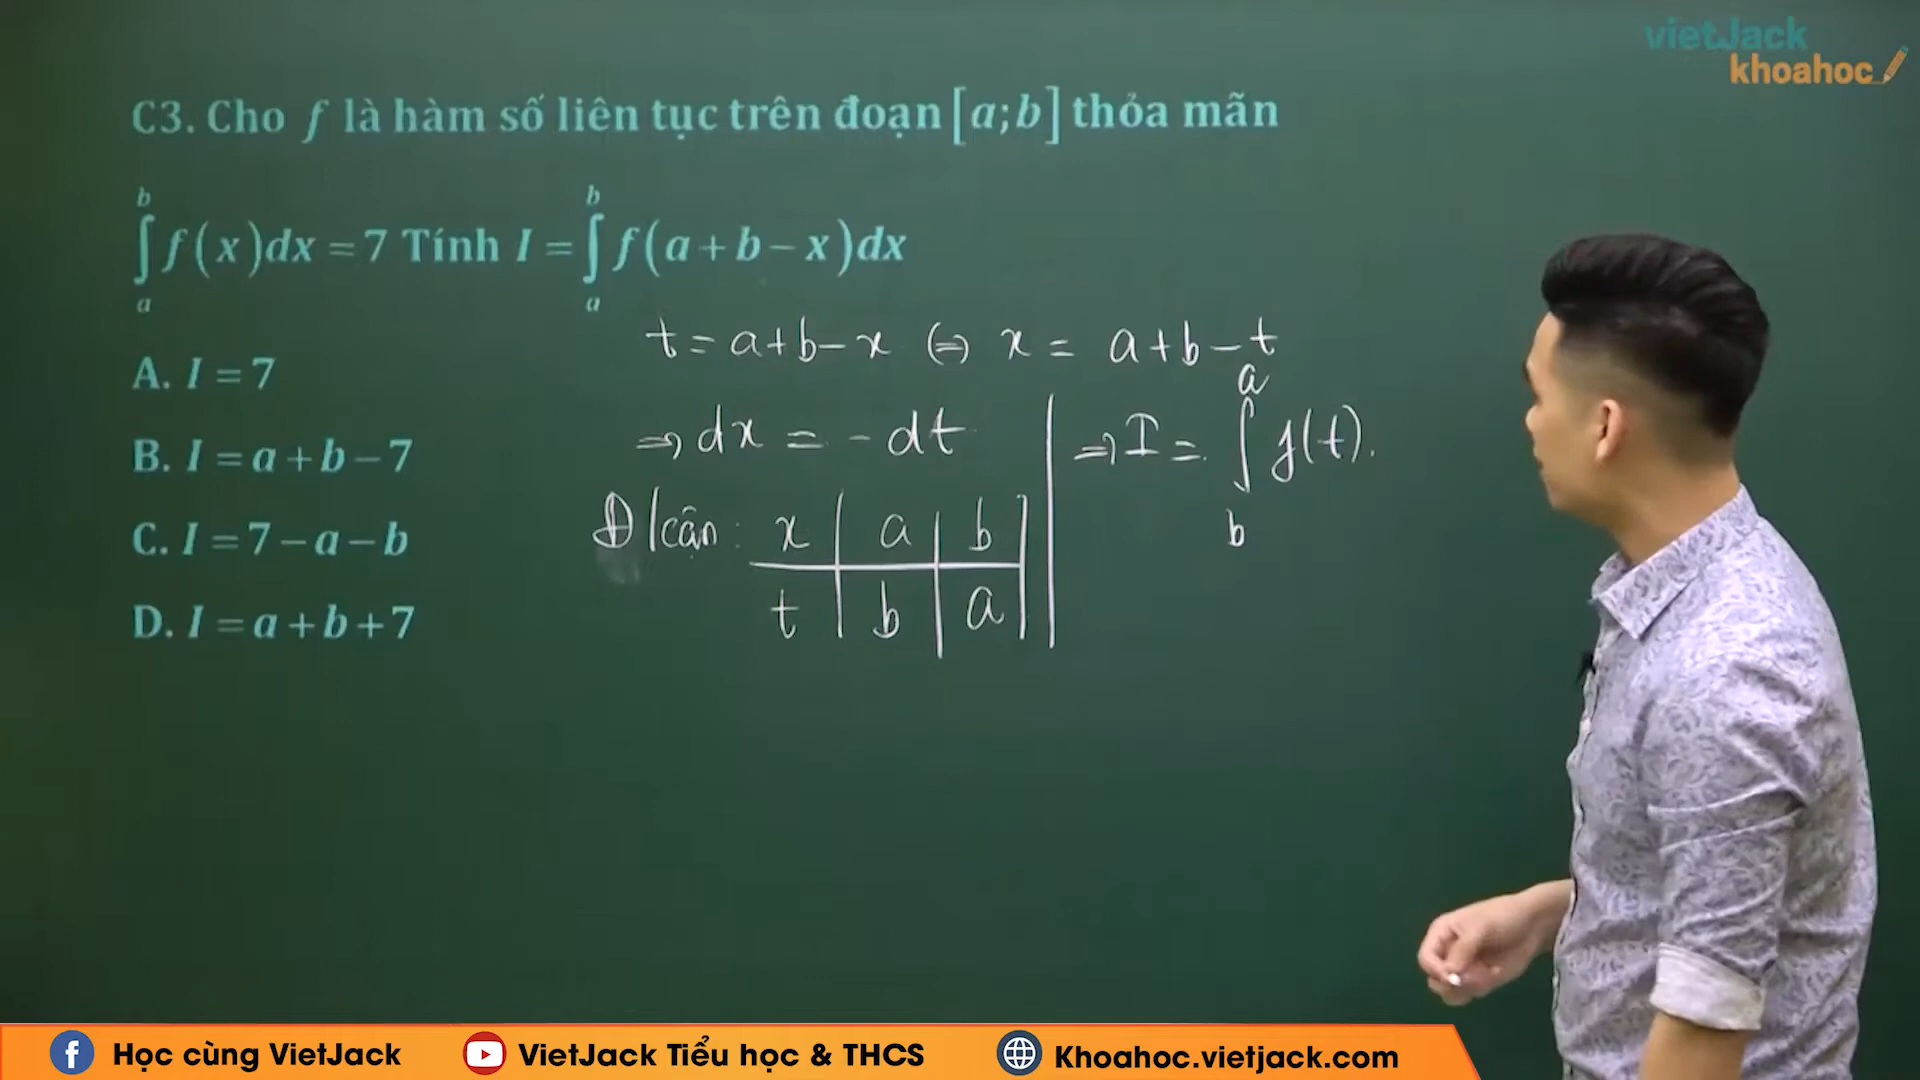 vietJack
khoahoc
C3. Cho f là hàm số liên tục trên đoạn [a;b] thỏa mãn
∫_a^b f(x)dx = 7 Tính I = ∫_a^b f(a+b−x)dx
t = a+b−x ⇔ x = a+b−t
A. I = 7
⇒ dx = −dt
⇒ I = ∫_b^a f(t).
B. I = a+b−7
Đ/cận: x | a | b
t | b | a
C. I = 7−a−b
D. I = a+b+7
Học cùng VietJack
VietJack Tiểu học & THCS
Khoahoc.vietjack.com